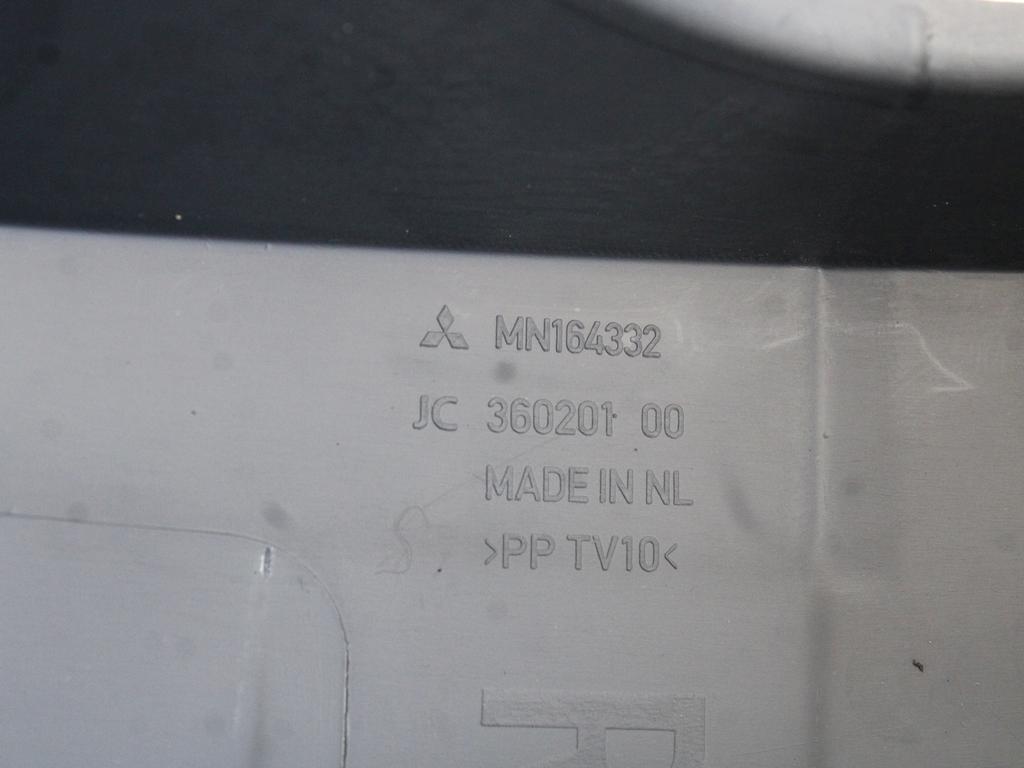 MN164332
JC 360201 00
MADE IN NL
>PP TV10<
R